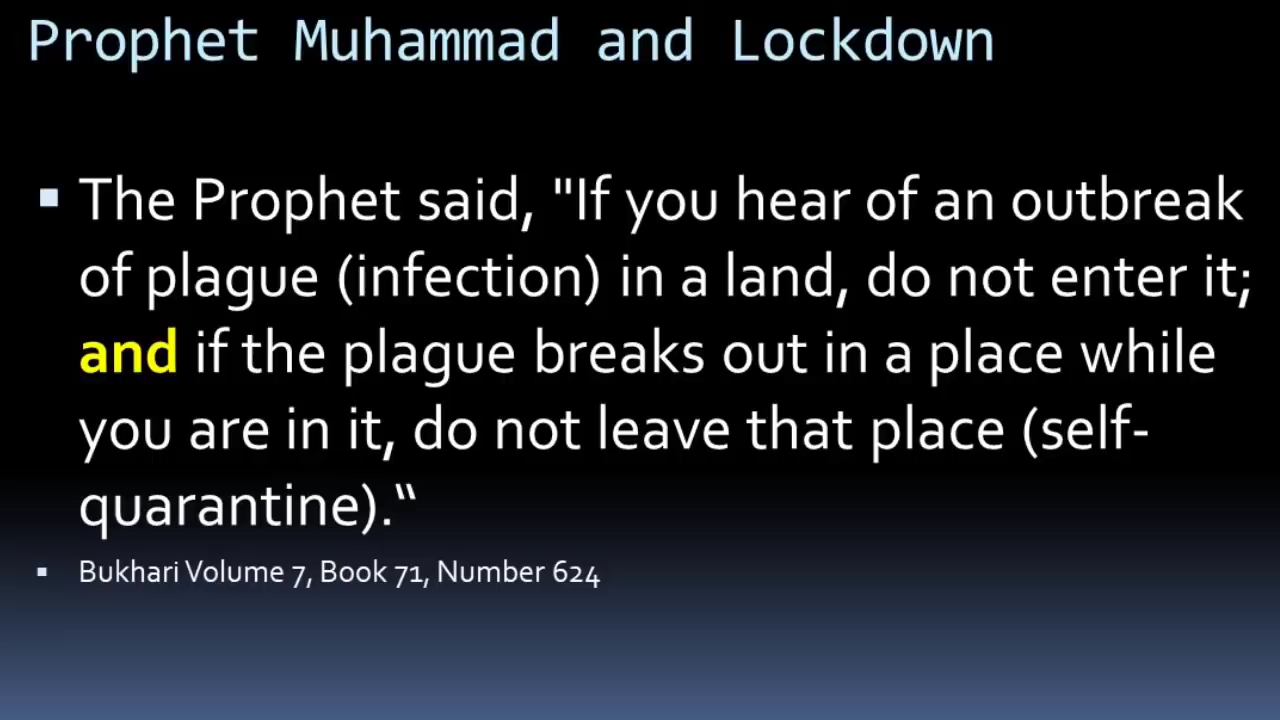 Prophet Muhammad and Lockdown
▪ The Prophet said, "If you hear of an outbreak
of plague (infection) in a land, do not enter it;
and if the plague breaks out in a place while
you are in it, do not leave that place (self-
quarantine).“
▪ Bukhari Volume 7, Book 71, Number 624